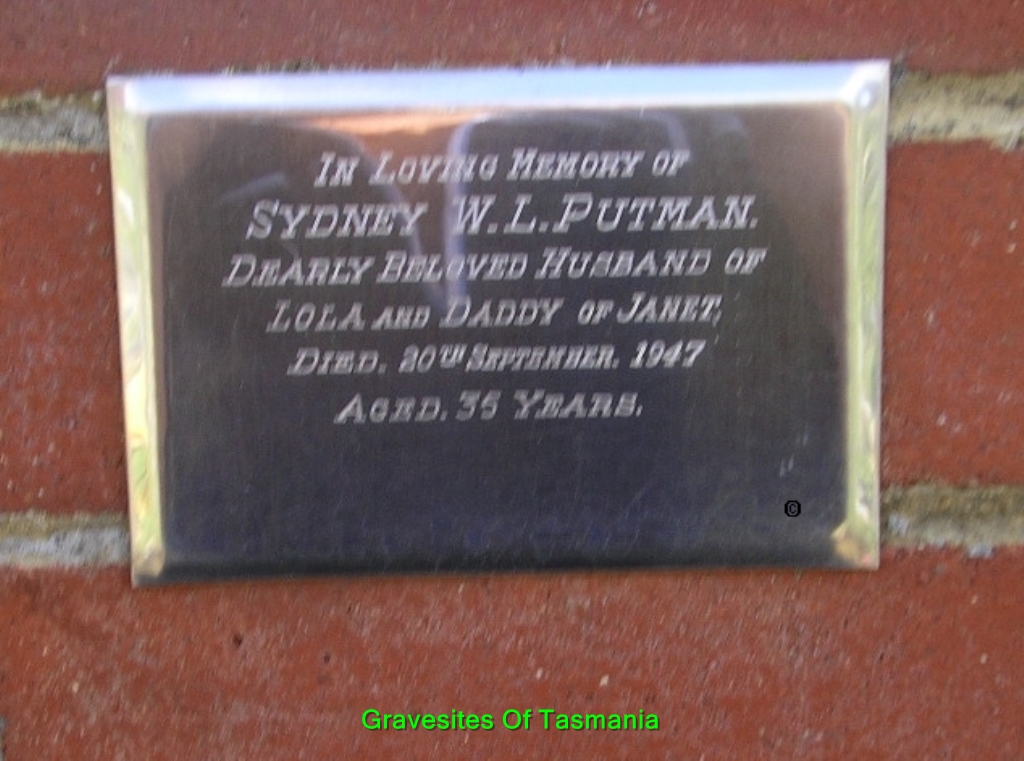 IN LOVING MEMORY OF
SYDNEY W.L. PUTMAN.
DEARLY BELOVED HUSBAND OF
LOLA AND DADDY OF JANET,
DIED. 20TH SEPTEMBER. 1947
AGED. 35 YEARS.
©
Gravesites Of Tasmania